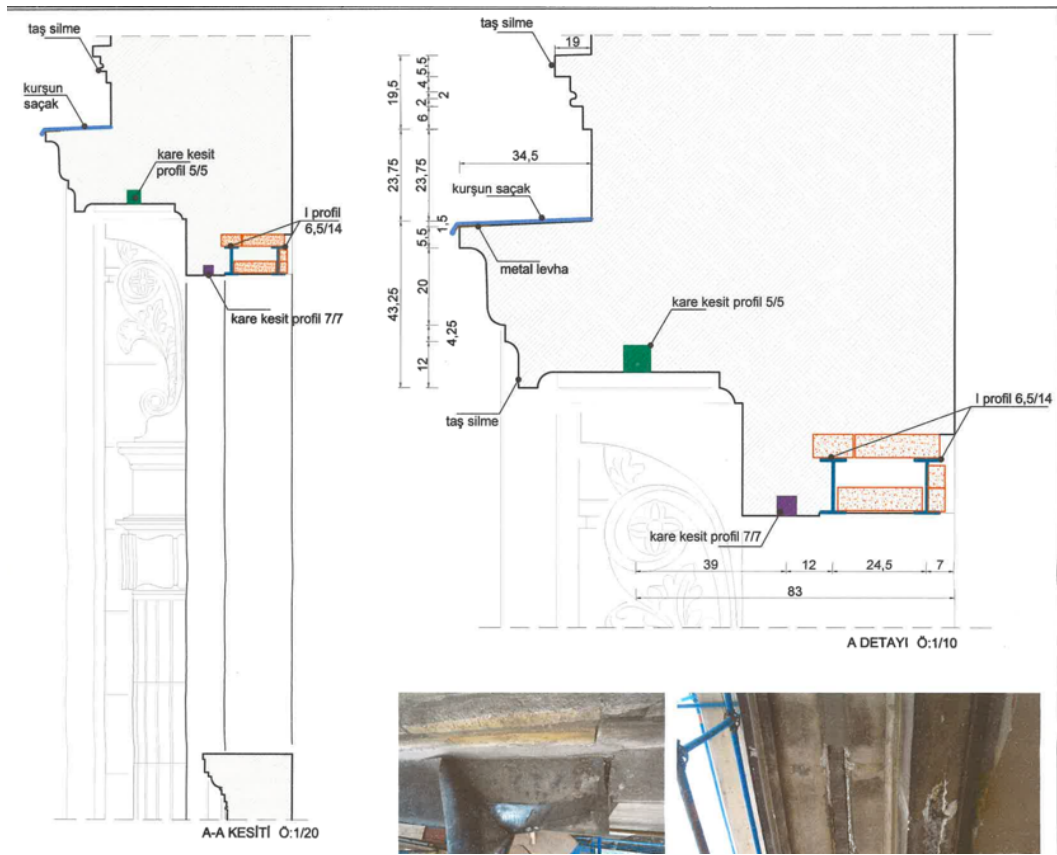 taş silme
kurşun
saçak
kare kesit
profil 5/5
I profil
6,5/14
kare kesit profil 7/7
A-A KESİTİ Ö:1/20
taş silme
19
19,5
5,5
4
2
2
6
23,75
23,75
34,5
kurşun saçak
1,5
5,5
metal levha
43,25
20
4,25
12
kare kesit profil 5/5
taş silme
I profil 6,5/14
kare kesit profil 7/7
39
12
24,5
7
83
A DETAYI Ö:1/10